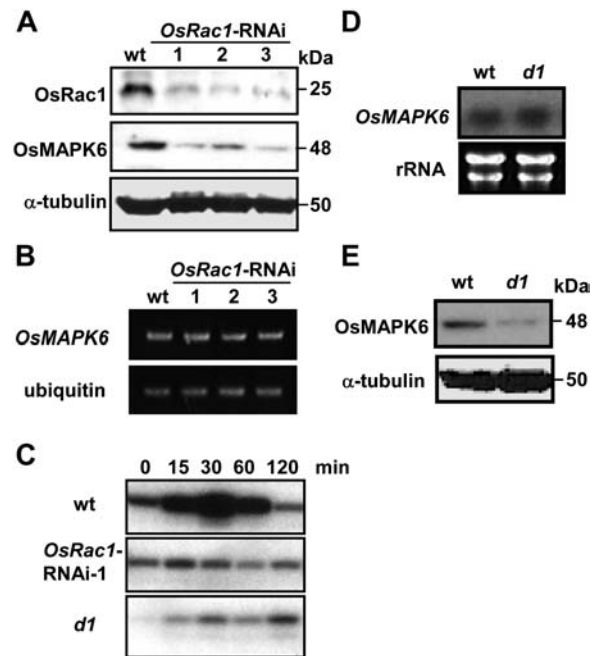 A
OsRac1-RNAi
wt 1 2 3 kDa
OsRac1 25
OsMAPK6 48
α-tubulin 50
B
OsRac1-RNAi
wt 1 2 3
OsMAPK6
ubiquitin
C
0 15 30 60 120 min
wt
OsRac1-
RNAi-1
d1
D
wt d1
OsMAPK6
rRNA
E
wt d1 kDa
OsMAPK6 48
α-tubulin 50